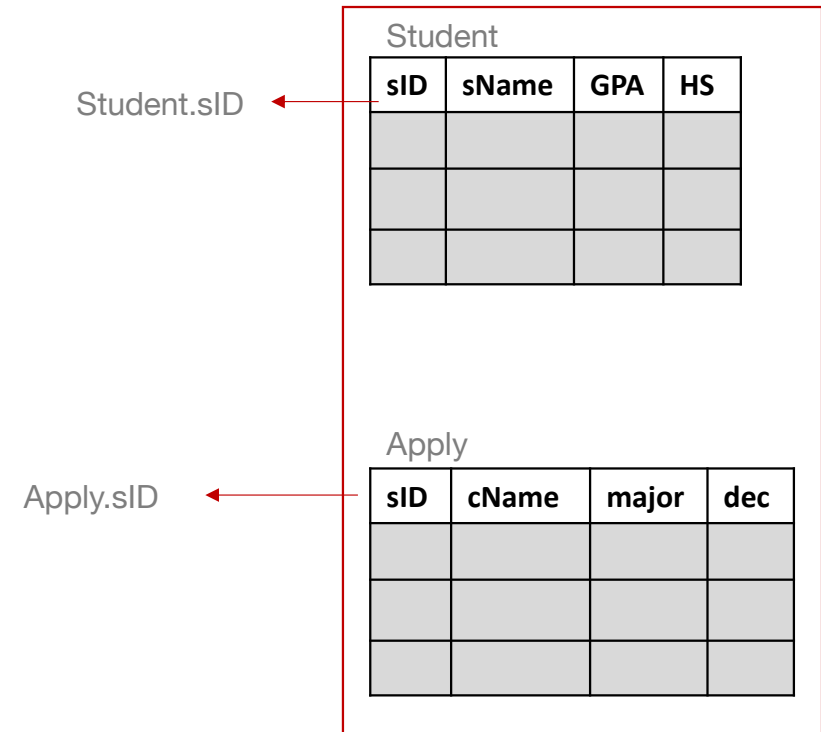 Student
Student.sID
sID sName GPA HS
Apply
Apply.sID
sID cName major dec